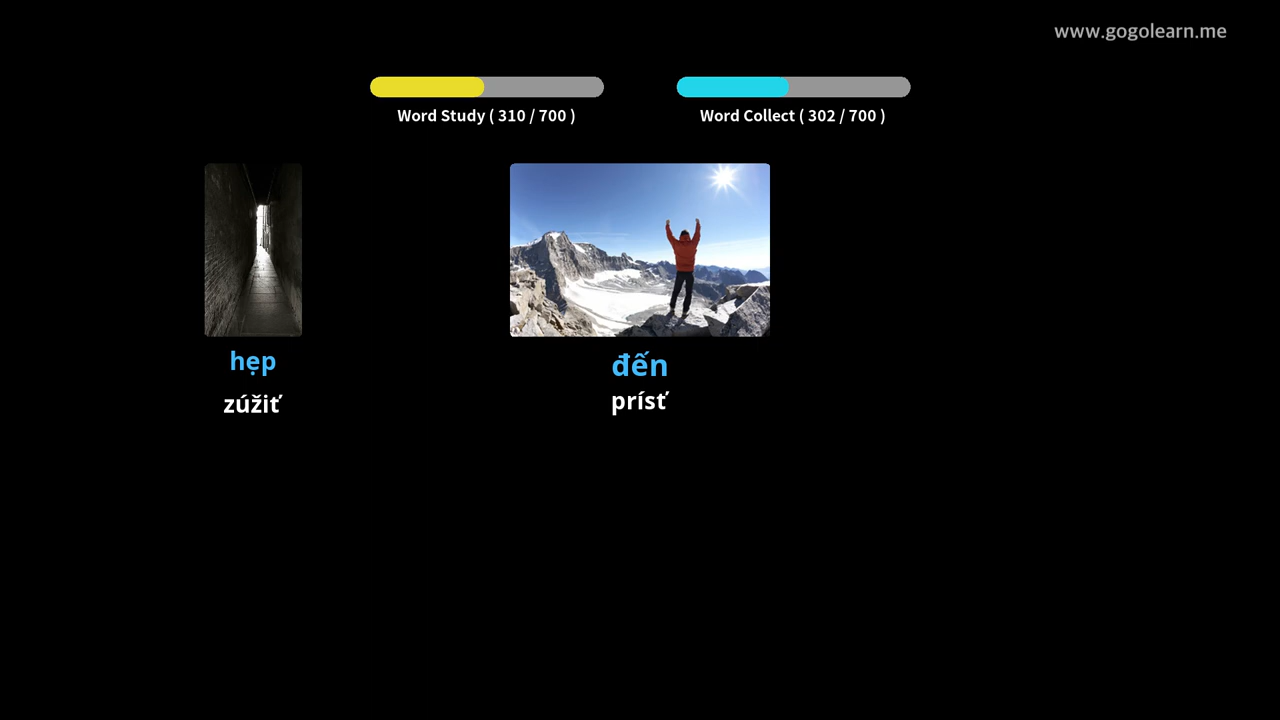 www.gogolearn.me
Word Study ( 310 / 700 )
Word Collect ( 302 / 700 )
hẹp
zúžiť
đến
prísť